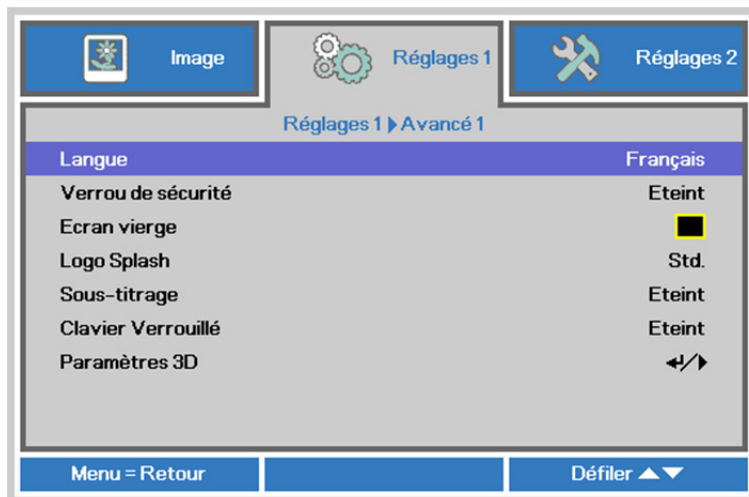 Image
Réglages 1
Réglages 2
Réglages 1 Avancé 1
Langue Français
Verrou de sécurité Eteint
Ecran vierge
Logo Splash Std.
Sous-titrage Eteint
Clavier Verrouillé Eteint
Paramètres 3D ↵/▶
Menu = Retour
Défiler ▲▼